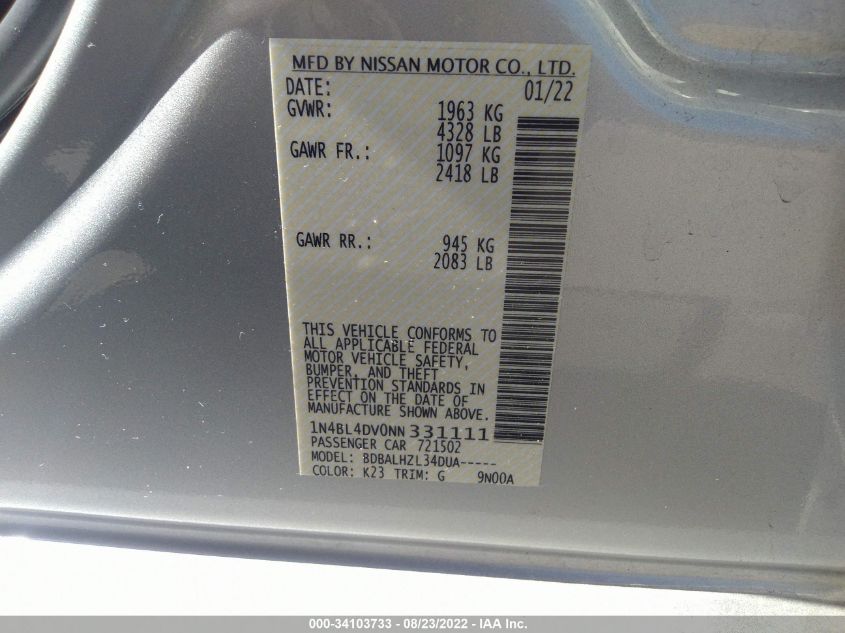 MFD BY NISSAN MOTOR CO., LTD.
DATE: 01/22
GVWR: 1963 KG
4328 LB
GAWR FR.: 1097 KG
2418 LB
GAWR RR.: 945 KG
2083 LB
THIS VEHICLE CONFORMS TO
ALL APPLICABLE FEDERAL
MOTOR VEHICLE SAFETY,
BUMPER, AND THEFT
PREVENTION STANDARDS IN
EFFECT ON THE DATE OF
MANUFACTURE SHOWN ABOVE.
1N4BL4DV0NN331111
PASSENGER CAR 721502
MODEL: BDBALHZL34DUA-----
COLOR: K23 TRIM: G 9N00A
000-34103733 - 08/23/2022 - IAA Inc.